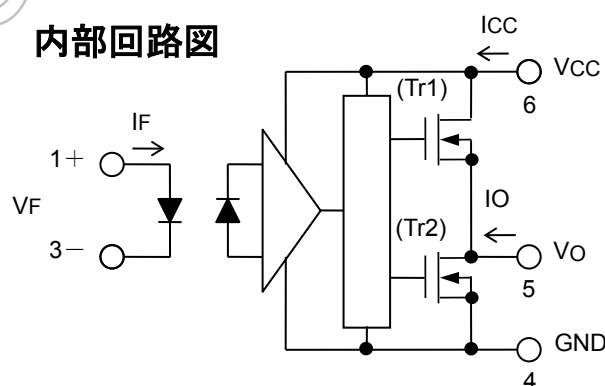 内部回路図
ICC
VCC
6
(Tr1)
IF
1+
VF
3−
IO
(Tr2)
VO
5
GND
4